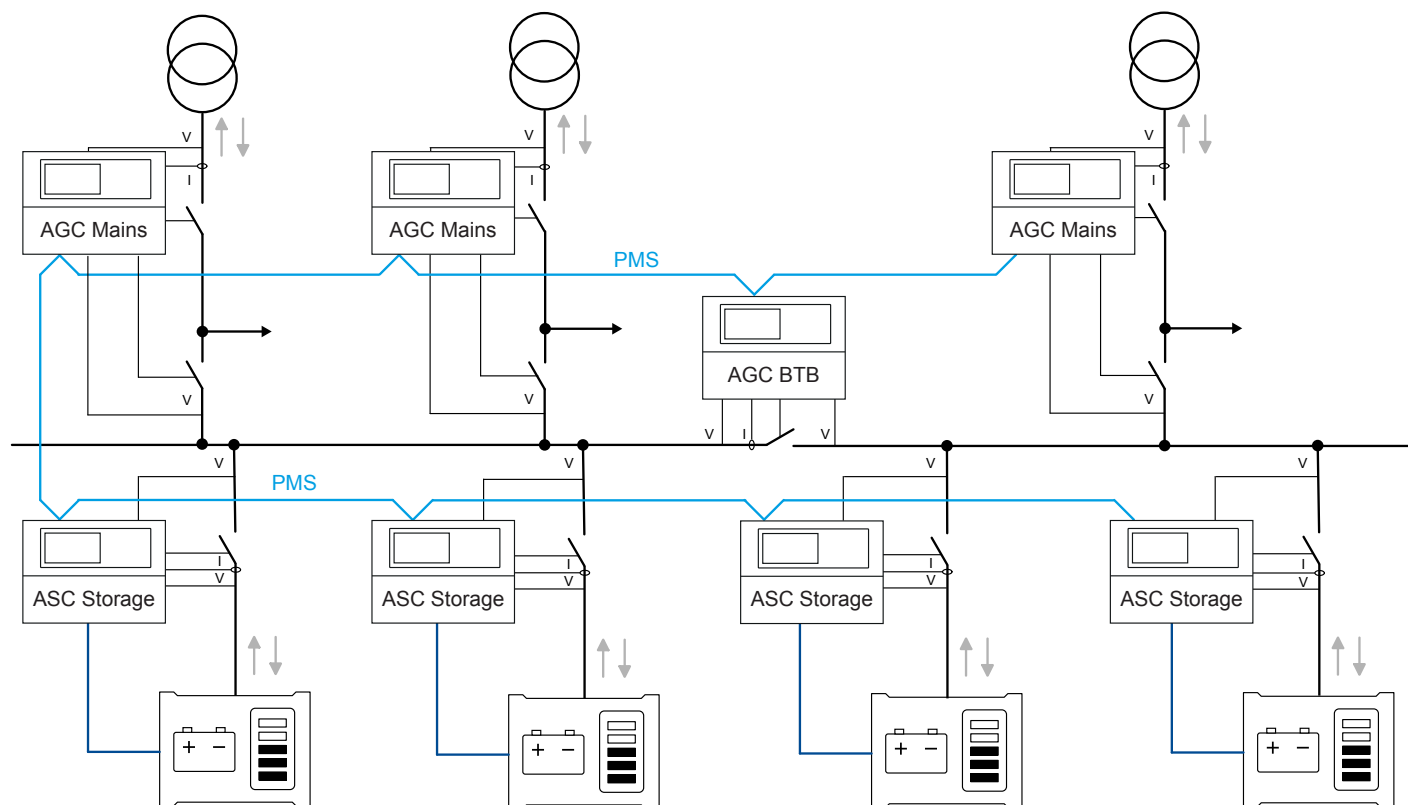 V
V
V
I
I
I
AGC Mains
AGC Mains
AGC Mains
PMS
AGC BTB
V
V
V
V
I
V
V
V
V
V
PMS
I
I
I
I
V
V
V
V
ASC Storage
ASC Storage
ASC Storage
ASC Storage
+ −
+ −
+ −
+ −